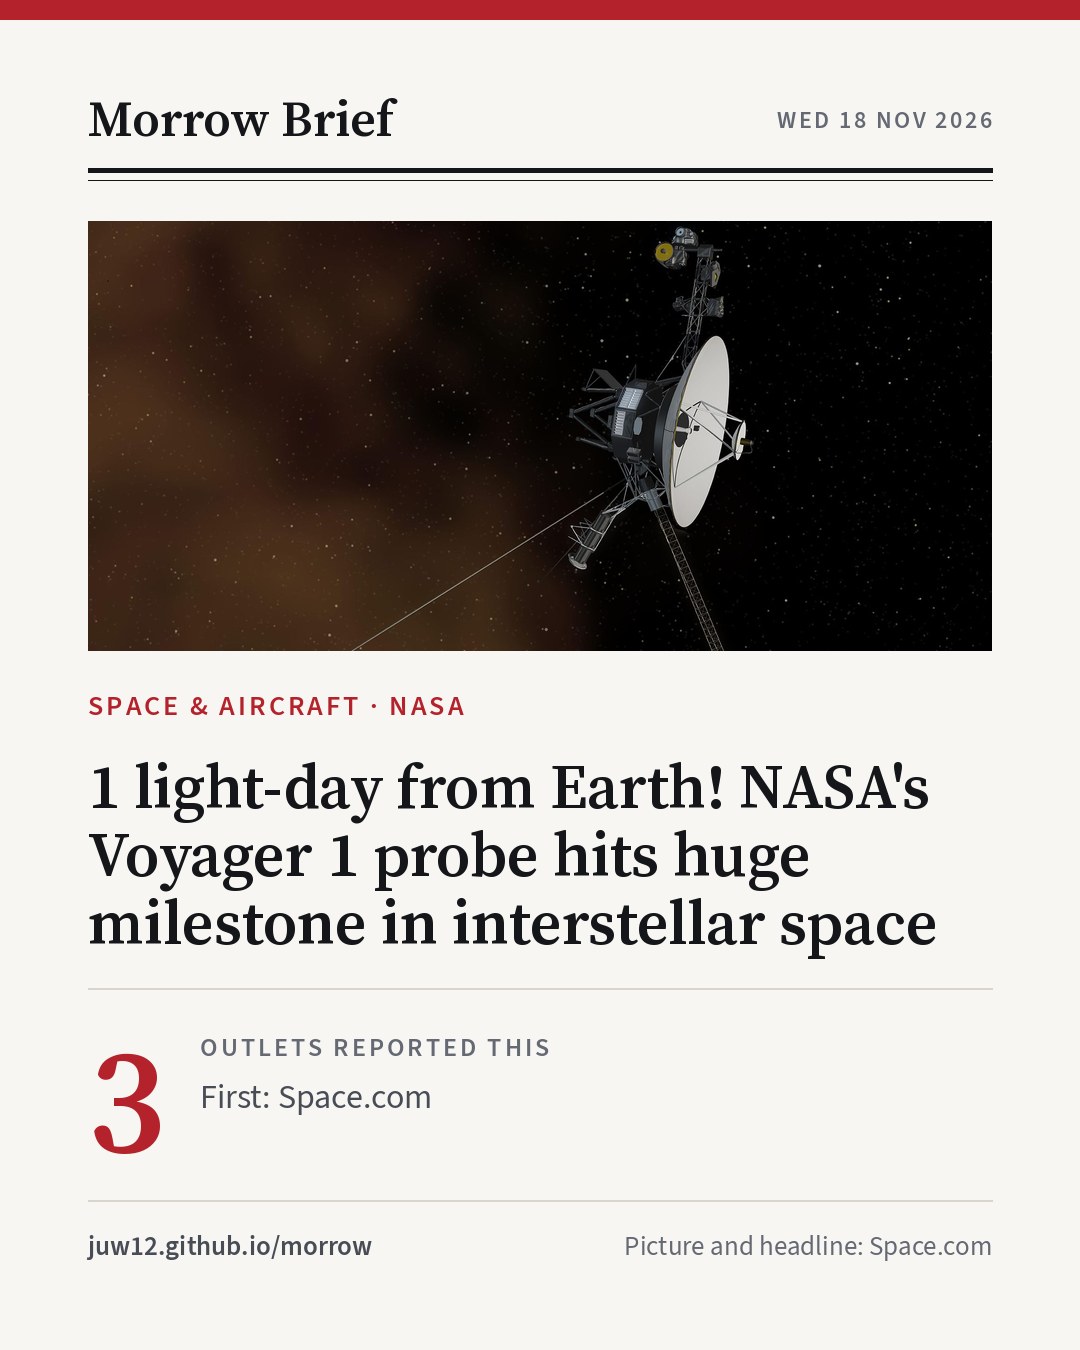 Morrow Brief
WED 18 NOV 2026
SPACE & AIRCRAFT · NASA
1 light-day from Earth! NASA's
Voyager 1 probe hits huge
milestone in interstellar space
3
OUTLETS REPORTED THIS
First: Space.com
juw12.github.io/morrow
Picture and headline: Space.com